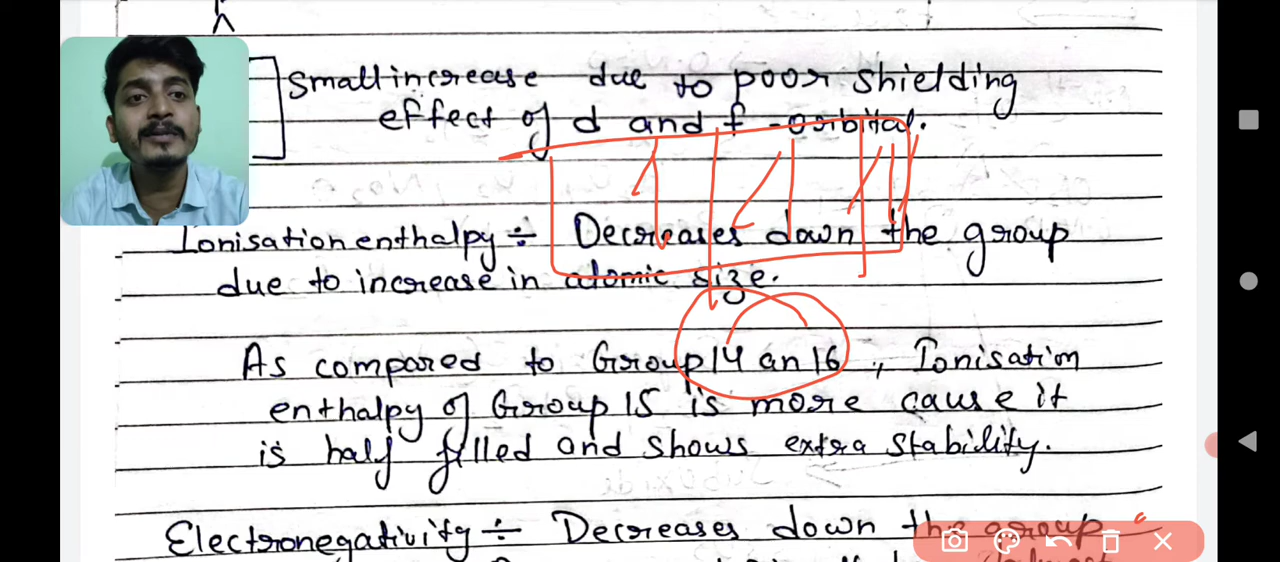 Small increase due to poor shielding
effect of d and f -orbital.
Ionisation enthalpy ÷ Decreases down the group
due to increase in atomic size.
As compared to Group 14 an 16, Ionisation
enthalpy of Group 15 is more cause it
is half filled and shows extra stability.
Electronegativity ÷ Decreases down the group